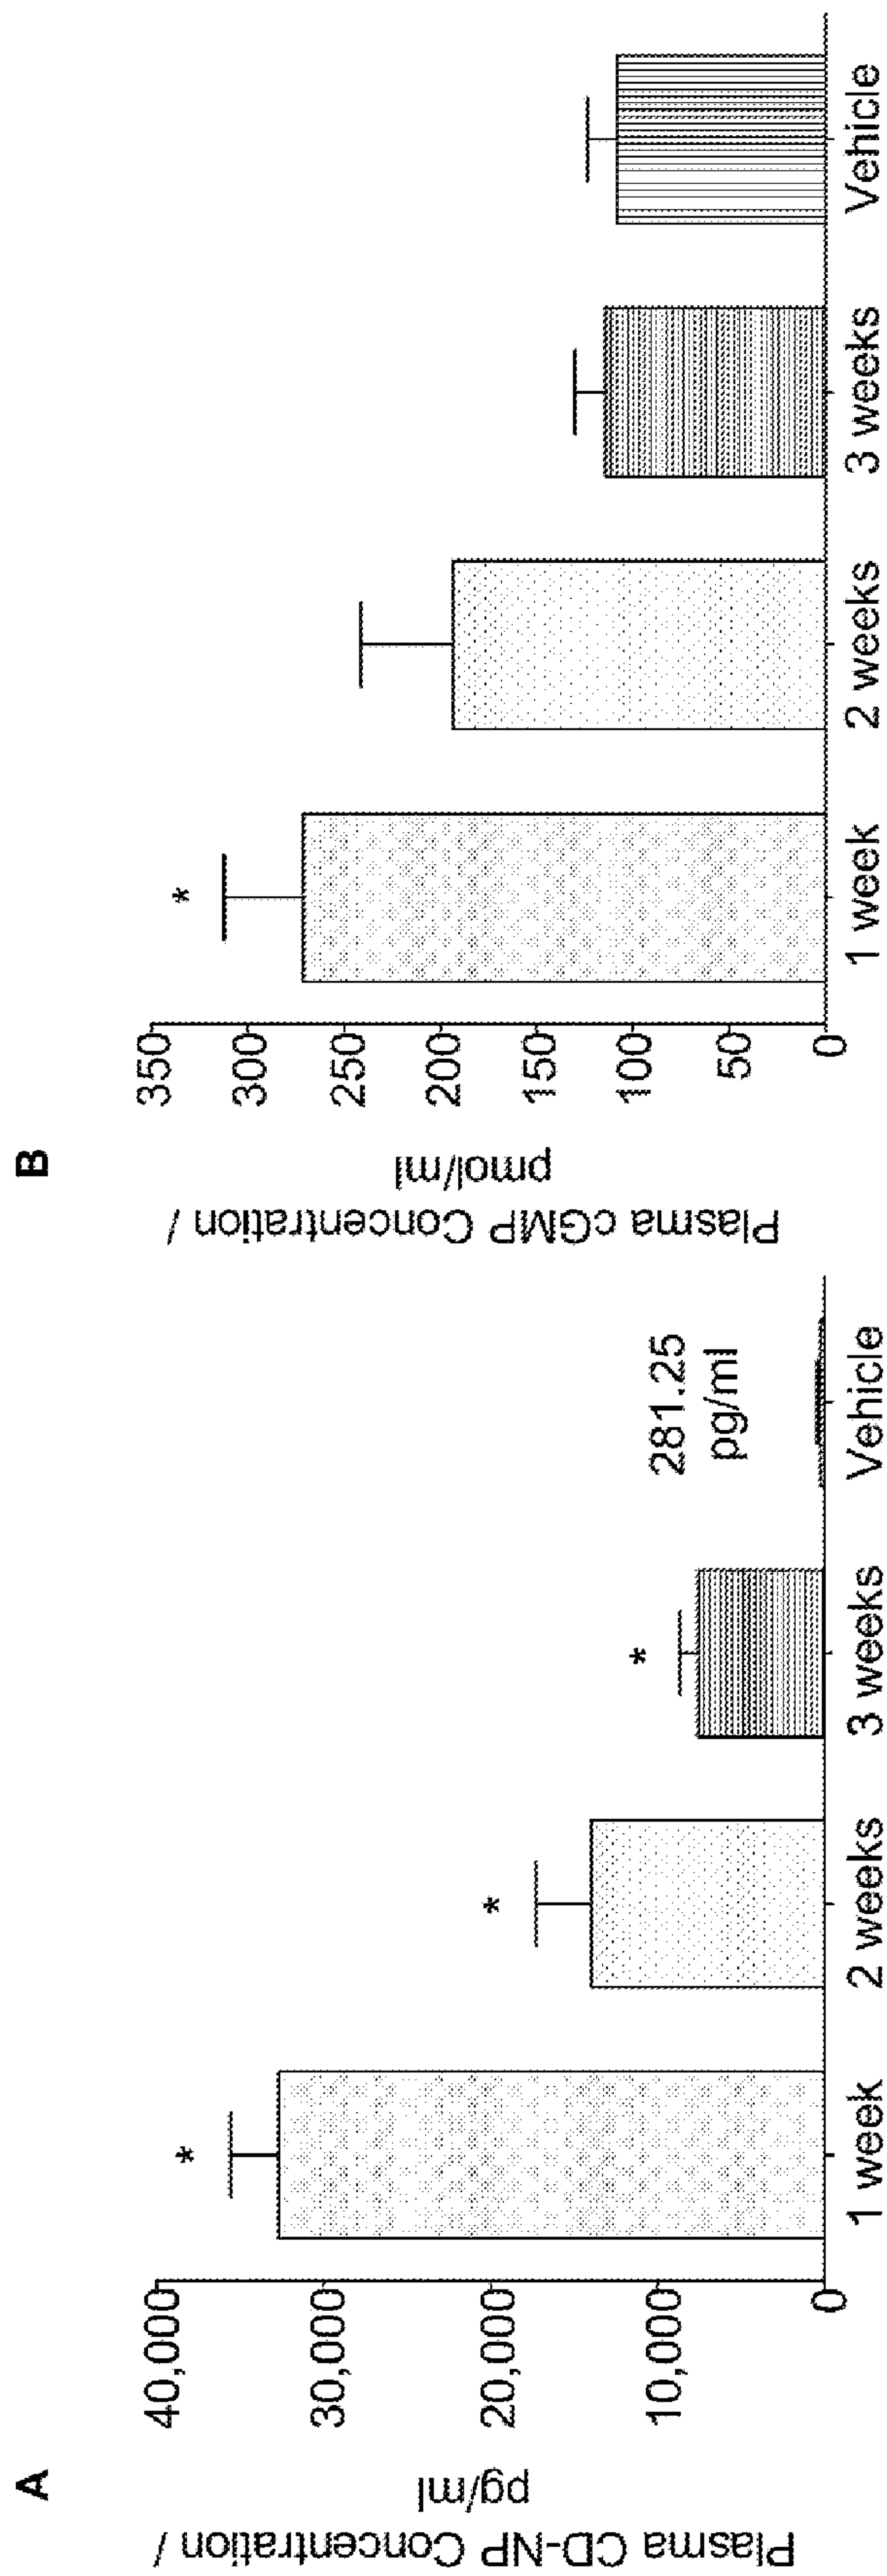 A
Plasma CD-NP Concentration /
pg/ml
40,000
30,000
20,000
10,000
0
*
*
*
281.25
pg/ml
1 week
2 weeks
3 weeks
Vehicle
B
Plasma cGMP Concentration /
pmol/ml
350
300
250
200
150
100
50
0
*
1 week
2 weeks
3 weeks
Vehicle